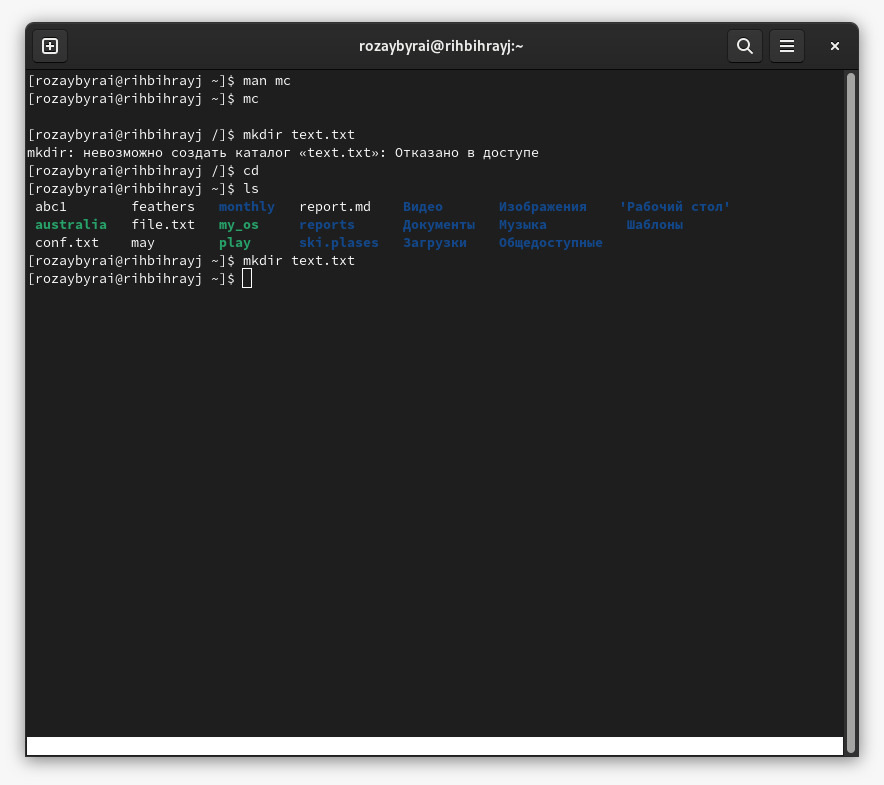 rozaybyrai@rihbihrayj:~
[rozaybyrai@rihbihrayj ~]$ man mc
[rozaybyrai@rihbihrayj ~]$ mc
[rozaybyrai@rihbihrayj /]$ mkdir text.txt
mkdir: невозможно создать каталог «text.txt»: Отказано в доступе
[rozaybyrai@rihbihrayj /]$ cd
[rozaybyrai@rihbihrayj ~]$ ls
abc1 feathers monthly report.md Видео Изображения 'Рабочий стол'
australia file.txt my_os reports Документы Музыка Шаблоны
conf.txt may play ski.plases Загрузки Общедоступные
[rozaybyrai@rihbihrayj ~]$ mkdir text.txt
[rozaybyrai@rihbihrayj ~]$